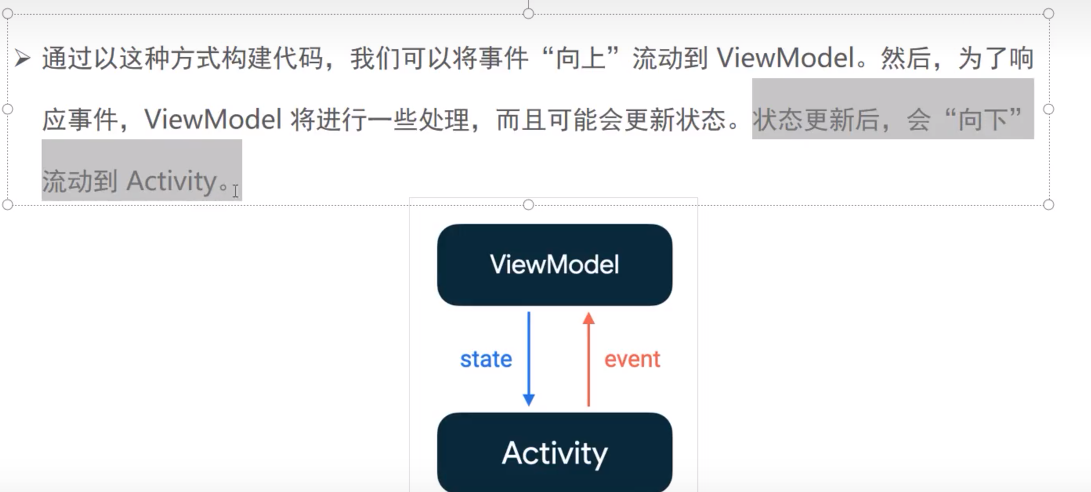 ➢ 通过以这种方式构建代码，我们可以将事件“向上”流动到 ViewModel。然后，为了响
应事件，ViewModel 将进行一些处理，而且可能会更新状态。状态更新后，会“向下”
流动到 Activity。
ViewModel
state
event
Activity